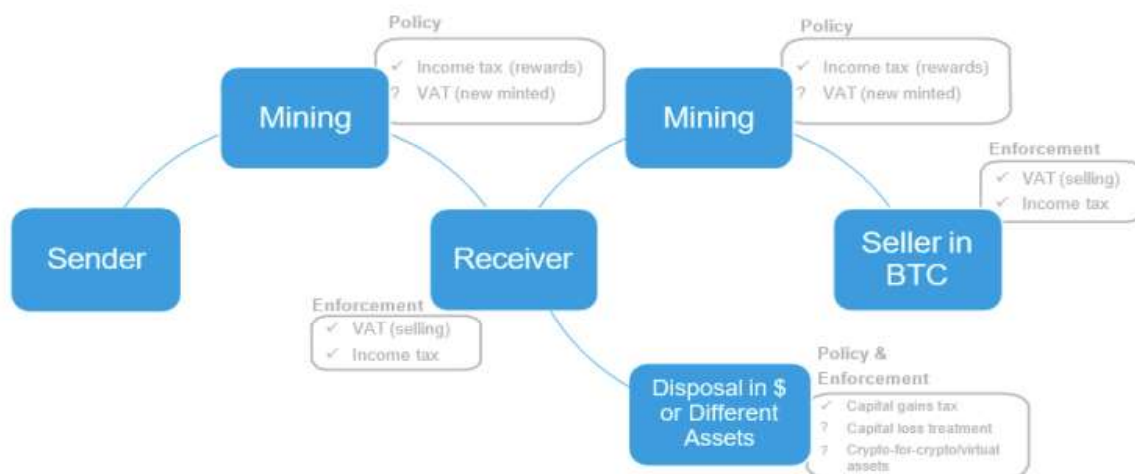 Policy
✓ Income tax (rewards)
? VAT (new minted)
Mining
Policy
✓ Income tax (rewards)
? VAT (new minted)
Mining
Enforcement
✓ VAT (selling)
✓ Income tax
Sender
Receiver
Seller in
BTC
Enforcement
✓ VAT (selling)
✓ Income tax
Disposal in $
or Different
Assets
Policy &
Enforcement
✓ Capital gains tax
? Capital loss treatment
? Crypto-for-crypto/virtual
assets